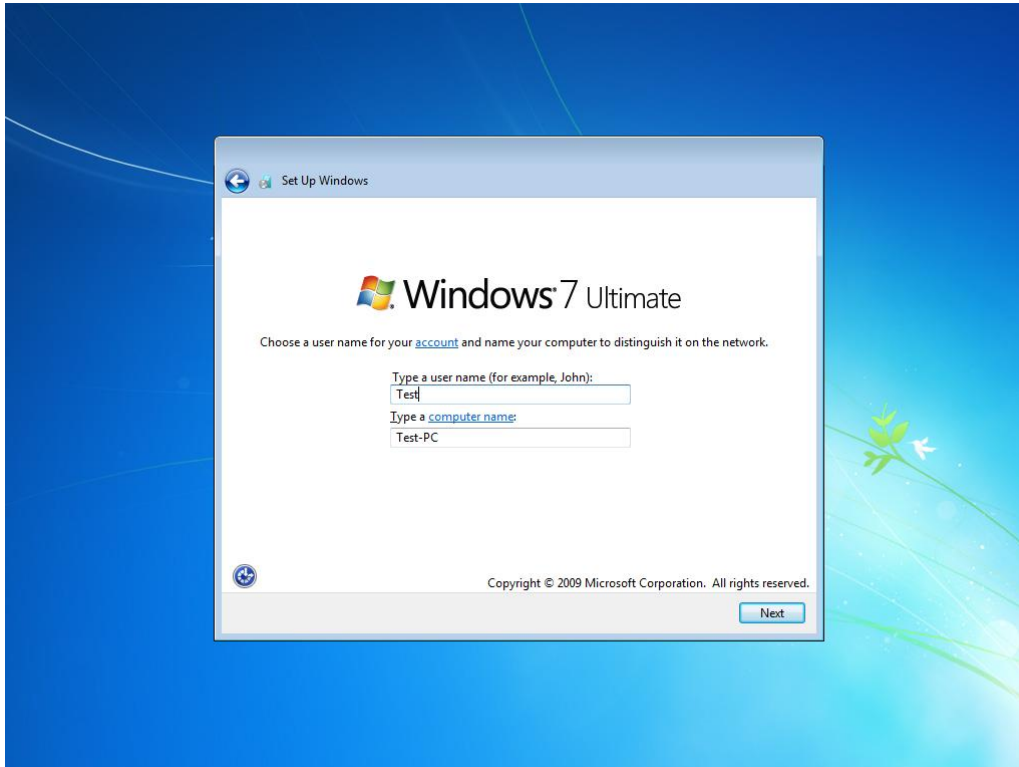 Set Up Windows
Windows 7 Ultimate
Choose a user name for your account and name your computer to distinguish it on the network.
Type a user name (for example, John):
Test
Type a computer name:
Test-PC
Copyright © 2009 Microsoft Corporation. All rights reserved.
Next